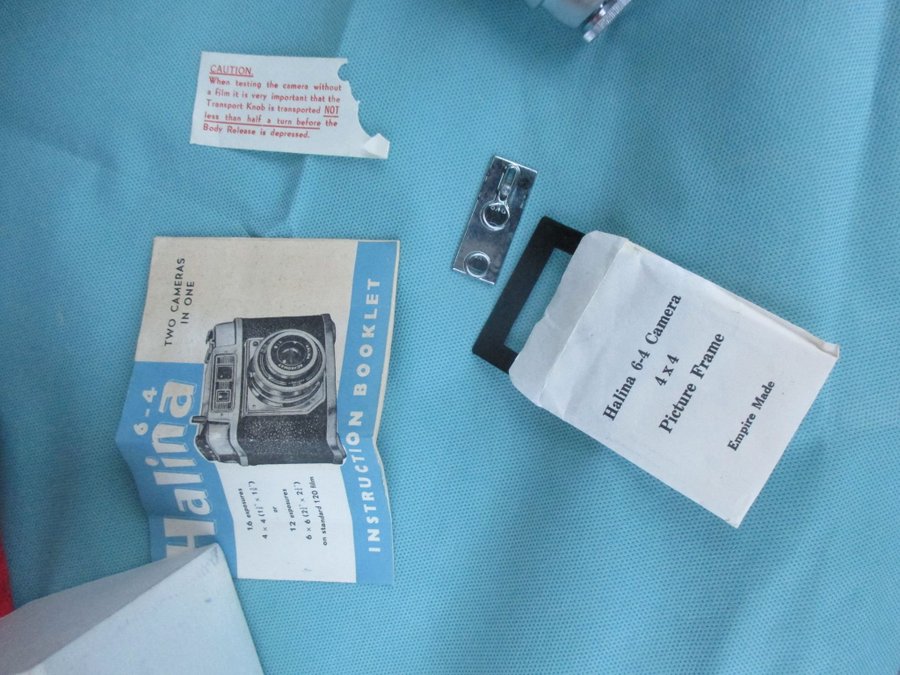 CAUTION.
When testing the camera without
a film it is very important that the
Transport Knob is transported NOT
less than half a turn before the
Body Release is depressed.
TWO CAMERAS
IN ONE
6-4
Halina
16 exposures
4 × 4 (1⅝" × 1⅝")
or
12 exposures
6 × 6 (2¼" × 2¼")
on standard 120 film
INSTRUCTION BOOKLET
Halina 6-4 Camera
4 x 4
Picture Frame
Empire Made